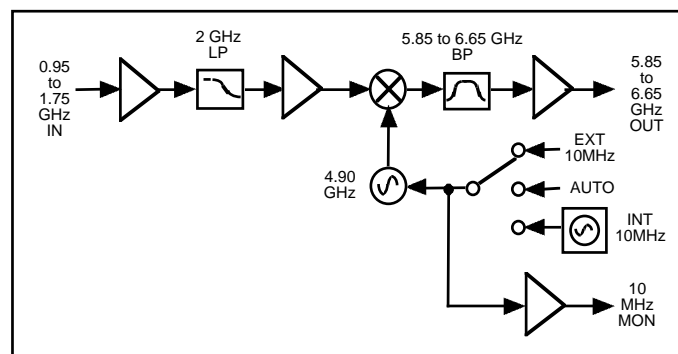 2 GHz
LP
5.85 to 6.65 GHz
BP
0.95
to
1.75
GHz
IN
5.85
to
6.65
GHz
OUT
4.90
GHz
EXT
10MHz
AUTO
INT
10MHz
10
MHz
MON